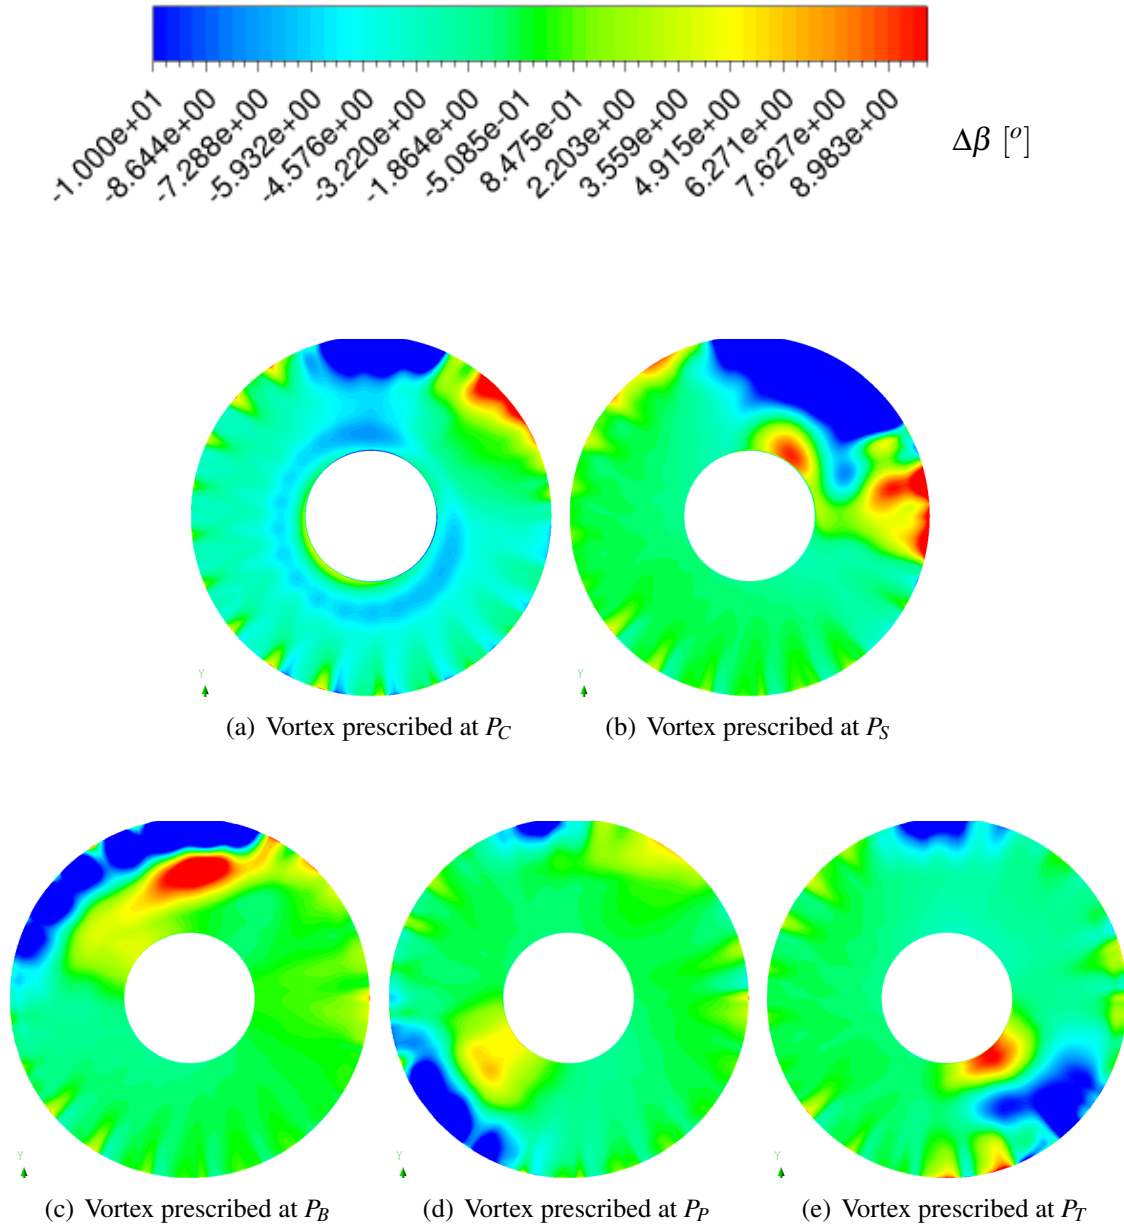 -1.000e+01 -8.644e+00 -7.288e+00 -5.932e+00 -4.576e+00 -3.220e+00 -1.864e+00 -5.085e-01 8.475e-01 2.203e+00 3.559e+00 4.915e+00 6.271e+00 7.627e+00 8.983e+00
Δβ [°]
Y Y
(a) Vortex prescribed at P_C (b) Vortex prescribed at P_S
Y Y Y
(c) Vortex prescribed at P_B (d) Vortex prescribed at P_P (e) Vortex prescribed at P_T